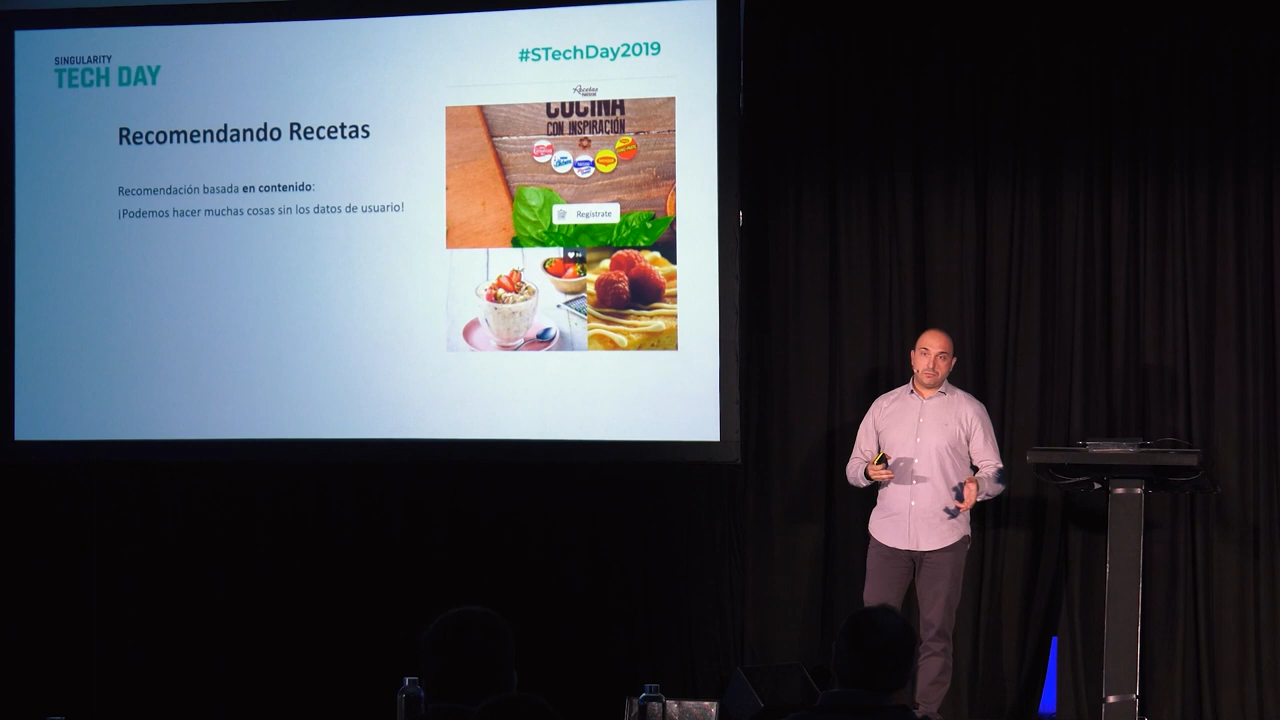 SINGULARITY
TECH DAY
#STechDay2019
Recetas
COCINA
CON INSPIRACIÓN
Recomendando Recetas
Recomendación basada en contenido:
¡Podemos hacer muchas cosas sin los datos de usuario!
Regístrate